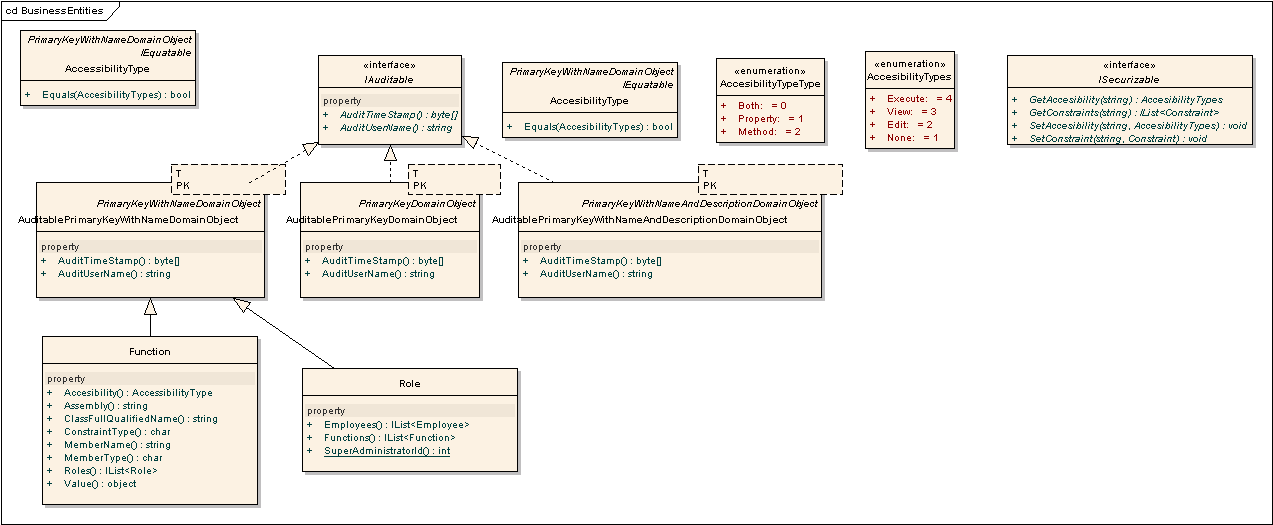 cd BusinessEntities
PrimaryKeyWithNameDomainObject
IEquatable
AccessibilityType
+ Equals(AccesibilityTypes) : bool
«interface»
IAuditable
property
+ AuditTimeStamp() : byte[]
+ AuditUserName() : string
PrimaryKeyWithNameDomainObject
IEquatable
AccesibilityType
+ Equals(AccesibilityTypes) : bool
«enumeration»
AccesibilityTypeType
+ Both: = 0
+ Property: = 1
+ Method: = 2
«enumeration»
AccesibilityTypes
+ Execute: = 4
+ View: = 3
+ Edit: = 2
+ None: = 1
«interface»
ISecurizable
+ GetAccesibility(string) : AccesibilityTypes
+ GetConstraints(string) : IList<Constraint>
+ SetAccesibility(string, AccesibilityTypes) : void
+ SetConstraint(string, Constraint) : void
T
PK
PrimaryKeyWithNameDomainObject
AuditablePrimaryKeyWithNameDomainObject
property
+ AuditTimeStamp() : byte[]
+ AuditUserName() : string
T
PK
PrimaryKeyDomainObject
AuditablePrimaryKeyDomainObject
property
+ AuditTimeStamp() : byte[]
+ AuditUserName() : string
T
PK
PrimaryKeyWithNameAndDescriptionDomainObject
AuditablePrimaryKeyWithNameAndDescriptionDomainObject
property
+ AuditTimeStamp() : byte[]
+ AuditUserName() : string
Function
property
+ Accesibility() : AccessibilityType
+ Assembly() : string
+ ClassFullQualifiedName() : string
+ ConstraintType() : char
+ MemberName() : string
+ MemberType() : char
+ Roles() : IList<Role>
+ Value() : object
Role
property
+ Employees() : IList<Employee>
+ Functions() : IList<Function>
+ SuperAdministratorId() : int